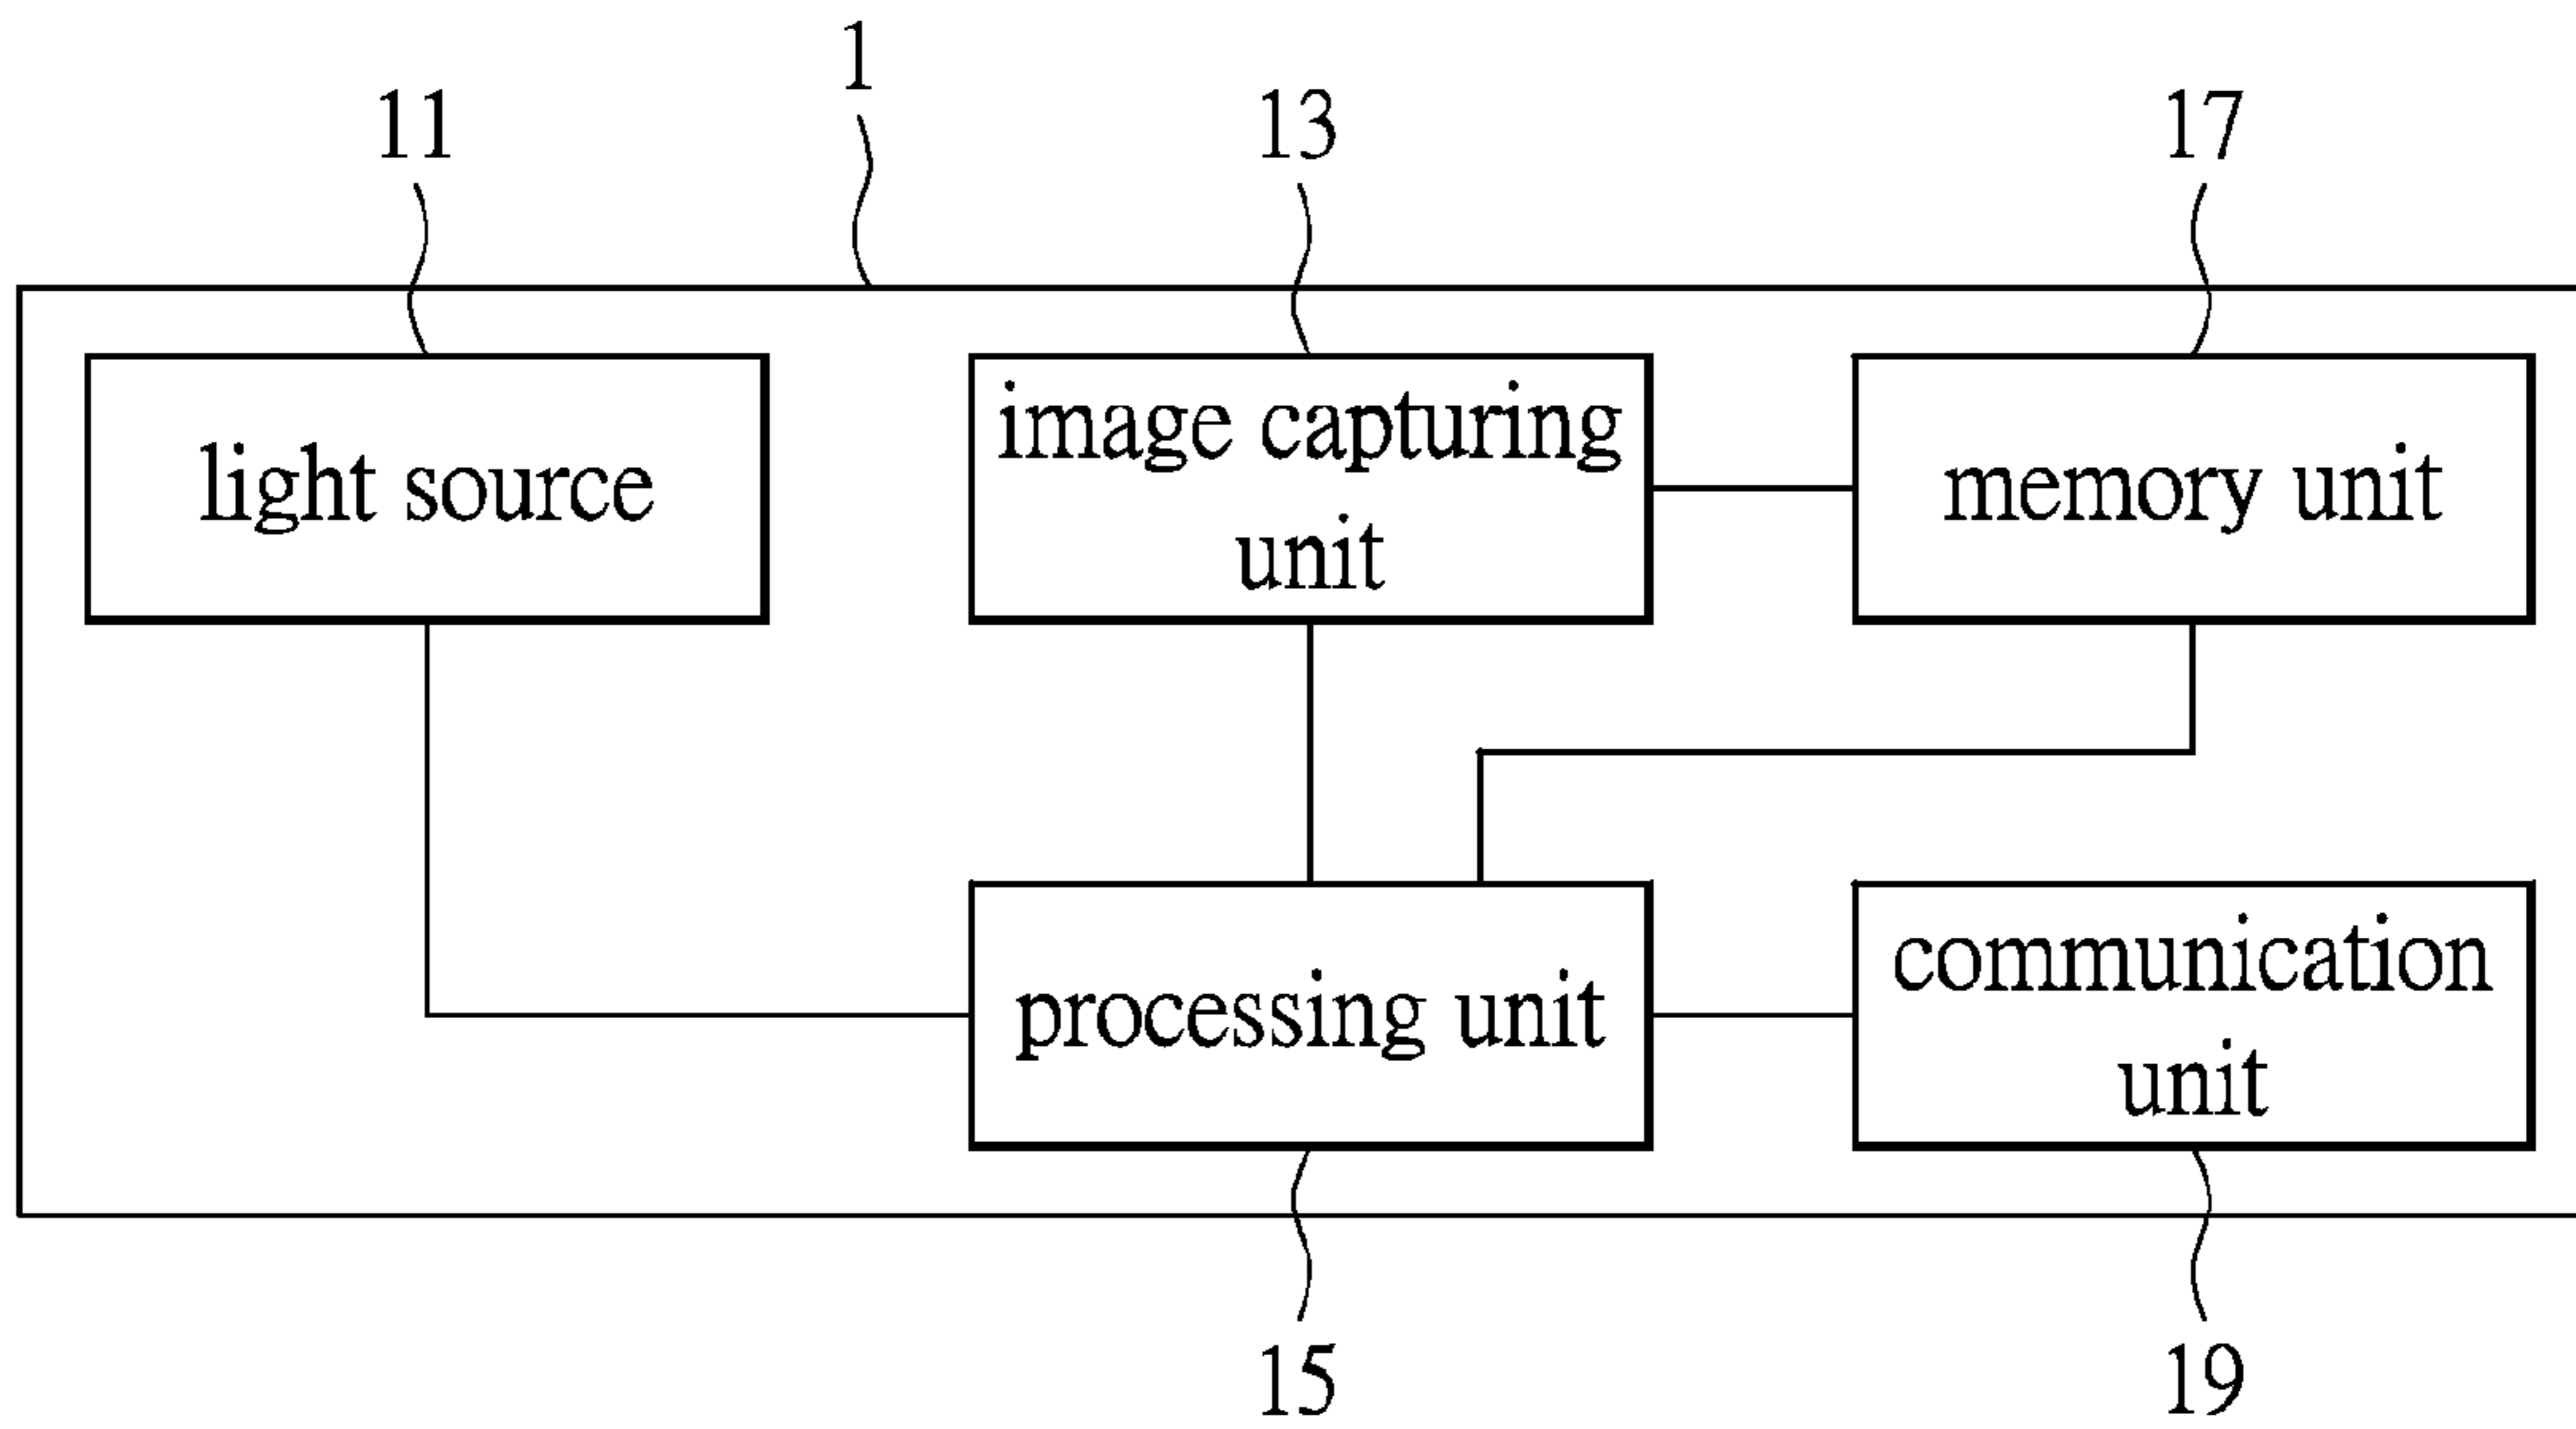 1
11
13
17
light source
image capturing
unit
memory unit
processing unit
communication
unit
15
19